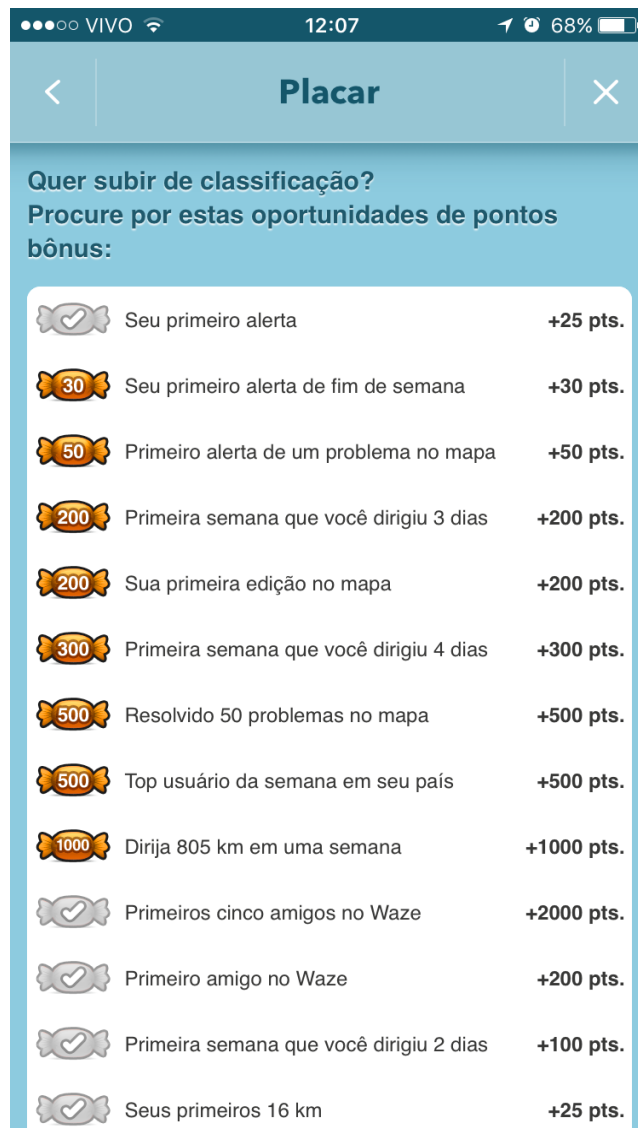 VIVO 12:07 68%
Placar
Quer subir de classificação?
Procure por estas oportunidades de pontos
bônus:
Seu primeiro alerta +25 pts.
30 Seu primeiro alerta de fim de semana +30 pts.
50 Primeiro alerta de um problema no mapa +50 pts.
200 Primeira semana que você dirigiu 3 dias +200 pts.
200 Sua primeira edição no mapa +200 pts.
300 Primeira semana que você dirigiu 4 dias +300 pts.
500 Resolvido 50 problemas no mapa +500 pts.
500 Top usuário da semana em seu país +500 pts.
1000 Dirija 805 km em uma semana +1000 pts.
Primeiros cinco amigos no Waze +2000 pts.
Primeiro amigo no Waze +200 pts.
Primeira semana que você dirigiu 2 dias +100 pts.
Seus primeiros 16 km +25 pts.